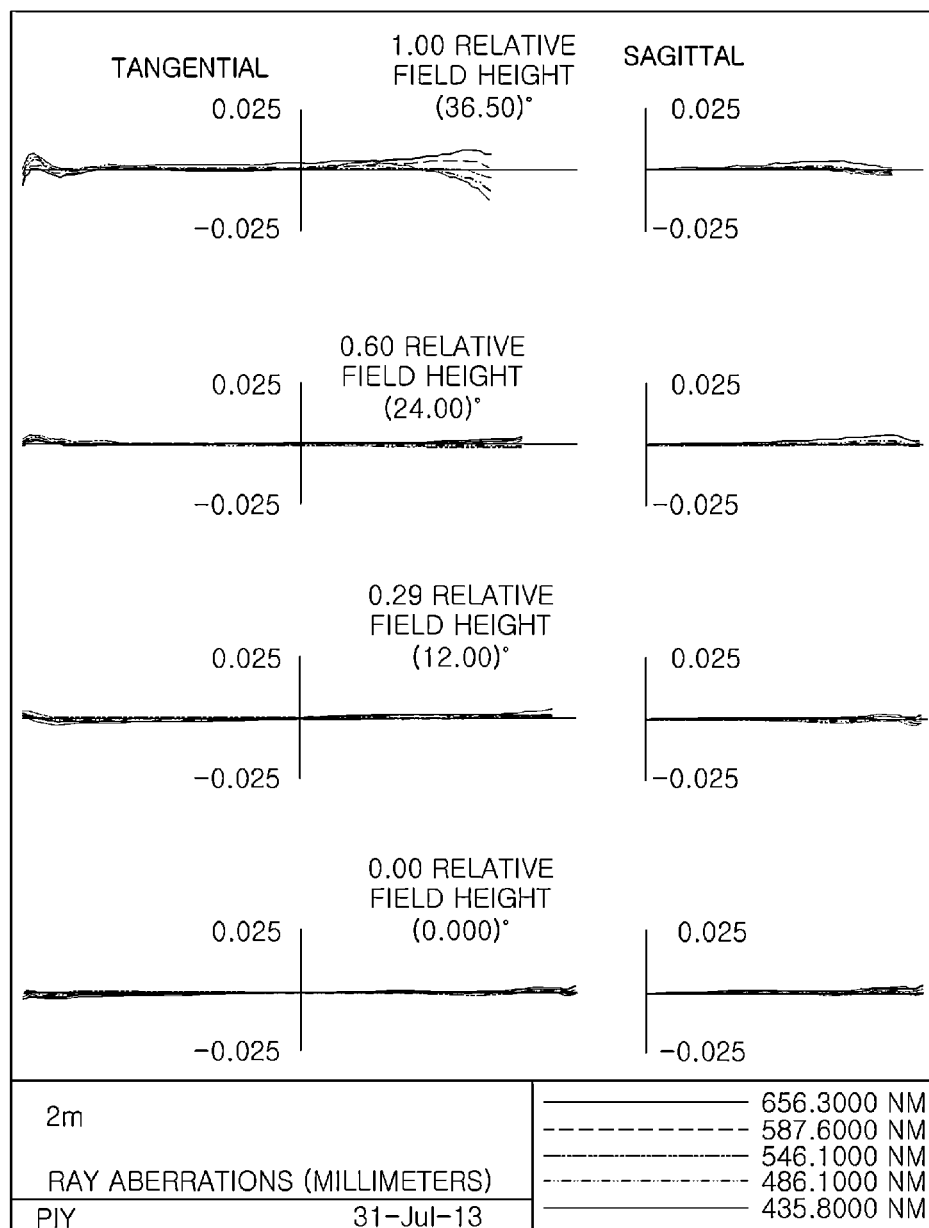 TANGENTIAL
1.00 RELATIVE
FIELD HEIGHT
(36.50)°
SAGITTAL
0.025
0.025
-0.025
-0.025
0.60 RELATIVE
FIELD HEIGHT
(24.00)°
0.025
0.025
-0.025
-0.025
0.29 RELATIVE
FIELD HEIGHT
(12.00)°
0.025
0.025
-0.025
-0.025
0.00 RELATIVE
FIELD HEIGHT
(0.000)°
0.025
0.025
-0.025
-0.025
2m
RAY ABERRATIONS (MILLIMETERS)
PIY 31-Jul-13
656.3000 NM
587.6000 NM
546.1000 NM
486.1000 NM
435.8000 NM